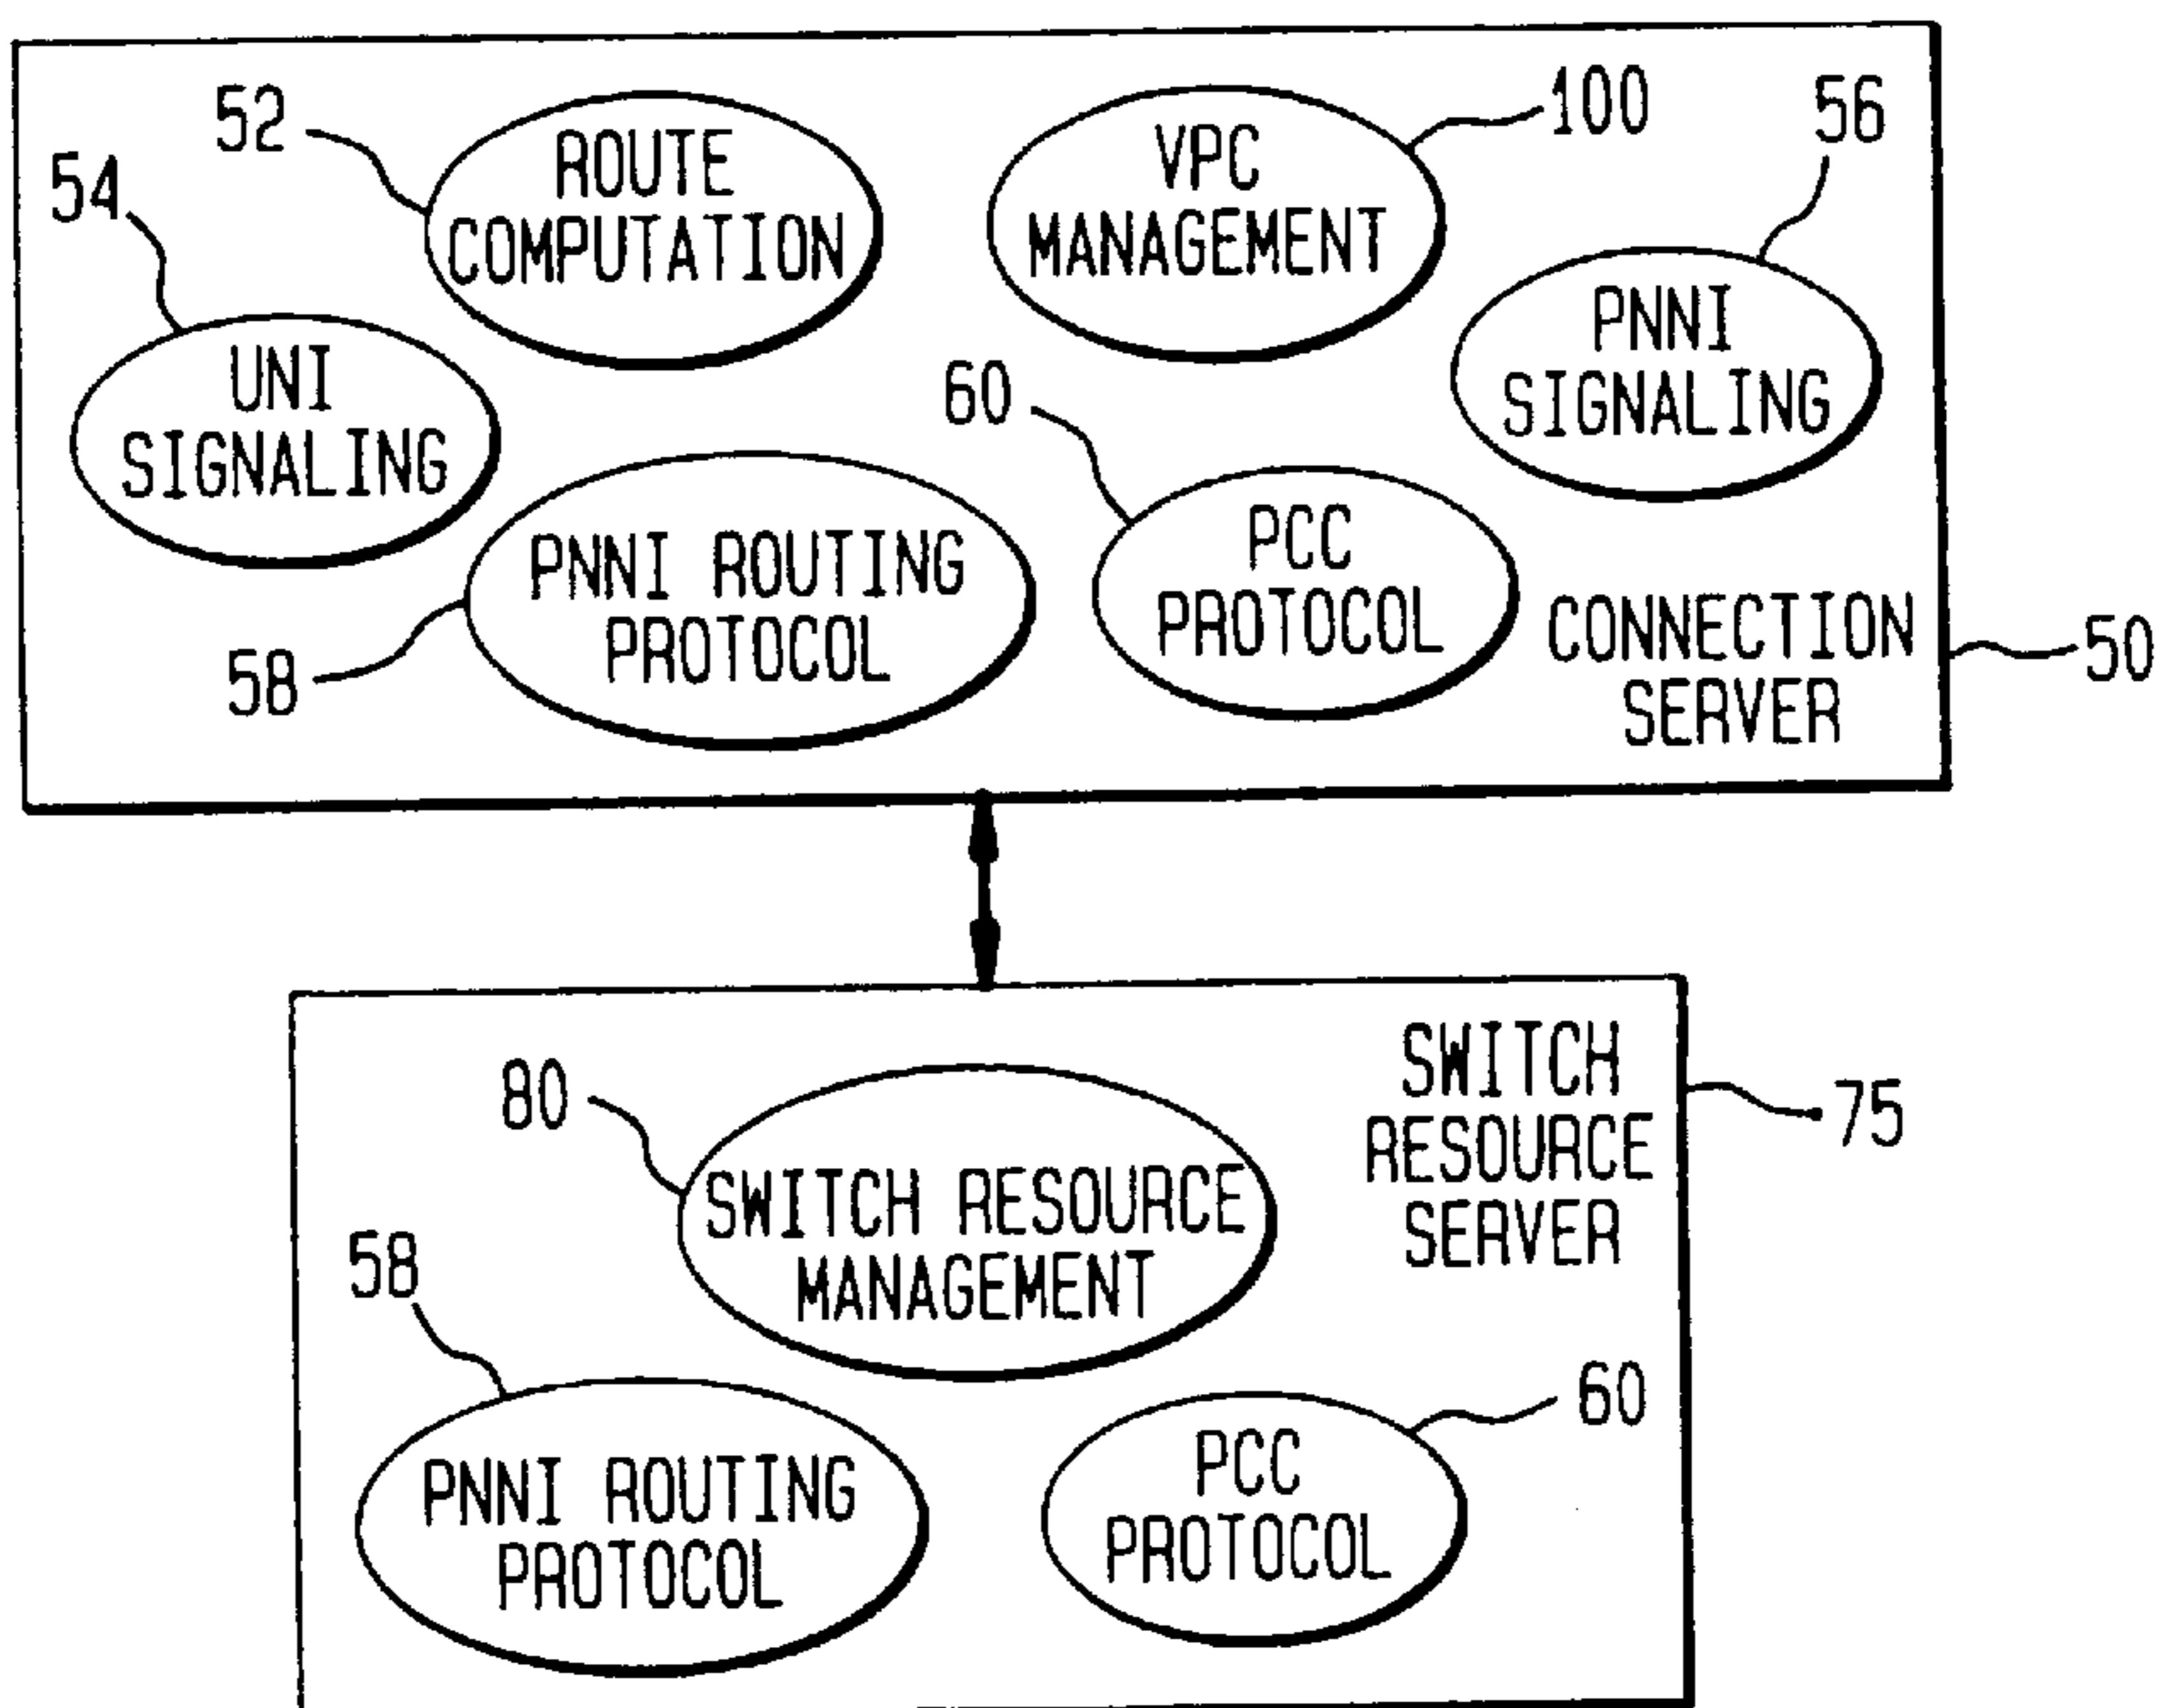 52
ROUTE
COMPUTATION
VPC
MANAGEMENT
100
56
54
UNI
SIGNALING
PNNI
SIGNALING
60
PNNI ROUTING
PROTOCOL
58
PCC
PROTOCOL
CONNECTION
SERVER
50
SWITCH
RESOURCE
SERVER
75
80
SWITCH RESOURCE
MANAGEMENT
58
PNNI ROUTING
PROTOCOL
60
PCC
PROTOCOL